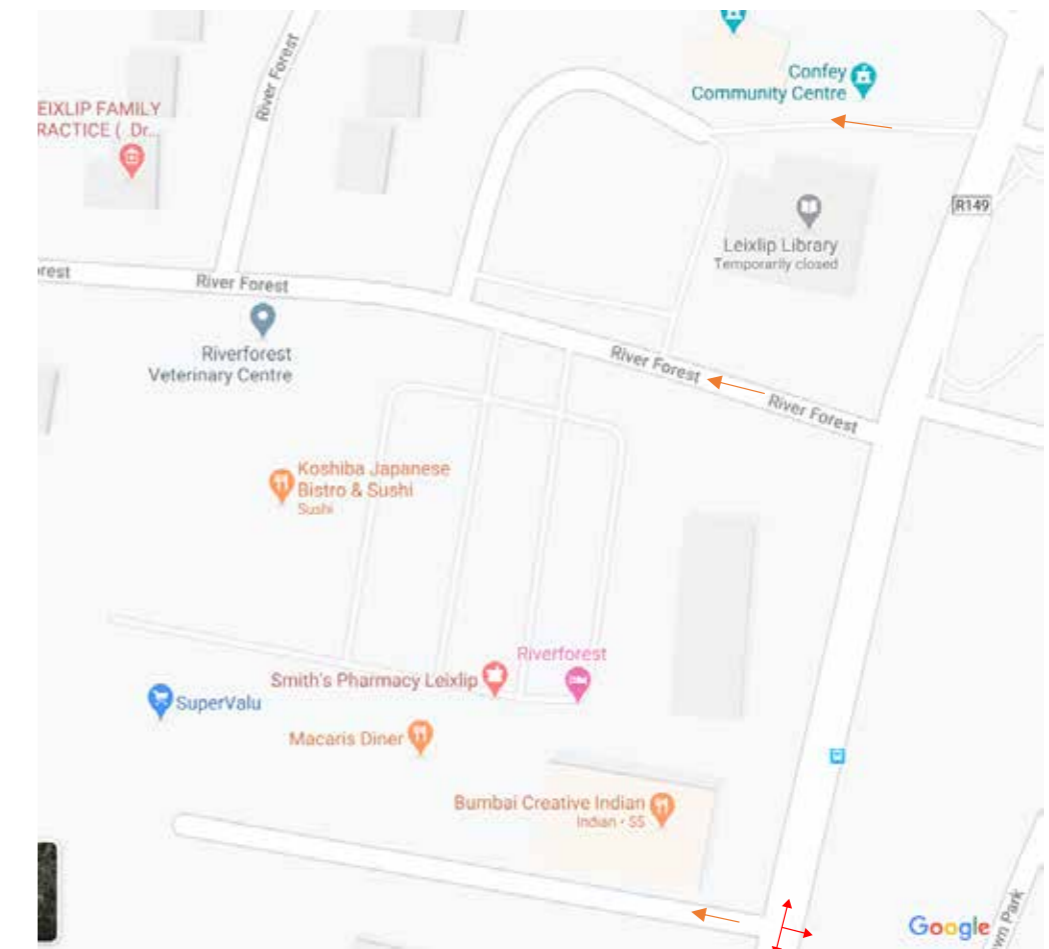 River Forest
Confey
Community Centre
EIXLIP FAMILY
RACTICE ( Dr...
R149
Leixlip Library
Temporarily closed
rest
River Forest
Riverforest
Veterinary Centre
River Forest
River Forest
Koshiba Japanese
Bistro & Sushi
Sushi
Riverforest
Smith's Pharmacy Leixlip
SuperValu
Macaris Diner
Bumbai Creative Indian
Indian • $$
Google
wn Park